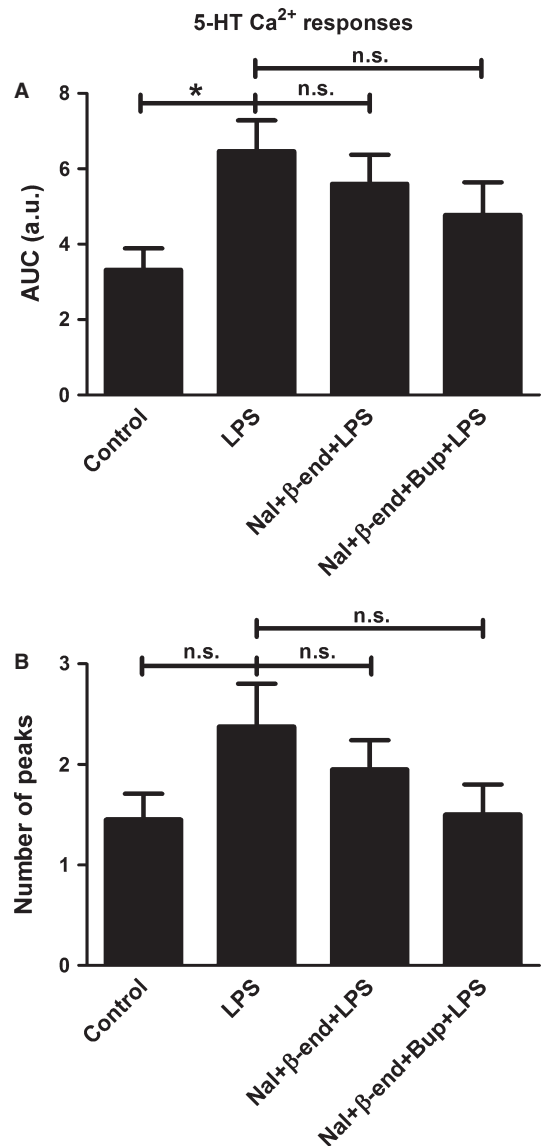 5-HT Ca²⁺ responses
n.s.
A
* n.s.
8
6
4
2
0
AUC (a.u.)
Control
LPS
Nal+β-end+LPS
Nal+β-end+Bup+LPS
n.s.
B
n.s. n.s.
3
2
1
0
Number of peaks
Control
LPS
Nal+β-end+LPS
Nal+β-end+Bup+LPS